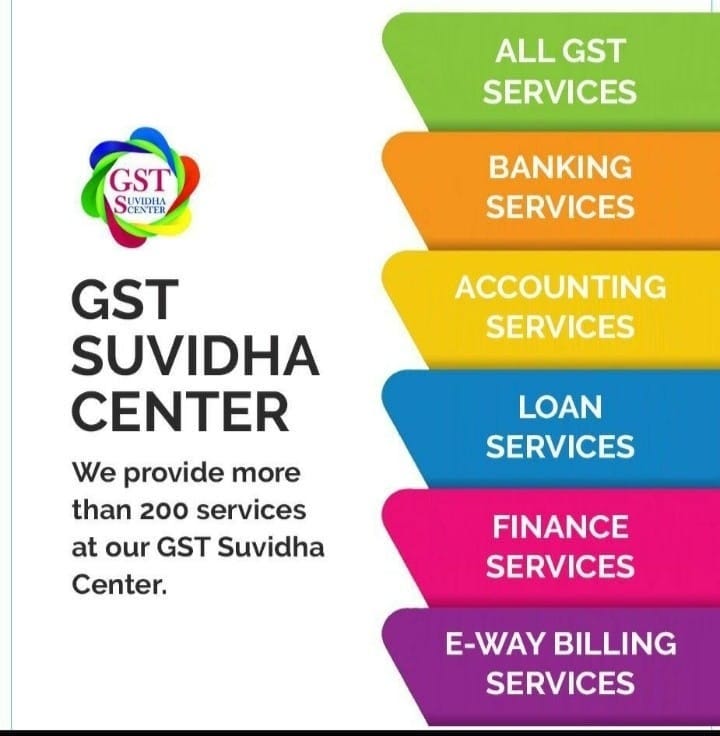 GST
SUVIDHA
CENTER
GST
SUVIDHA
CENTER
We provide more
than 200 services
at our GST Suvidha
Center.
ALL GST
SERVICES
BANKING
SERVICES
ACCOUNTING
SERVICES
LOAN
SERVICES
FINANCE
SERVICES
E-WAY BILLING
SERVICES